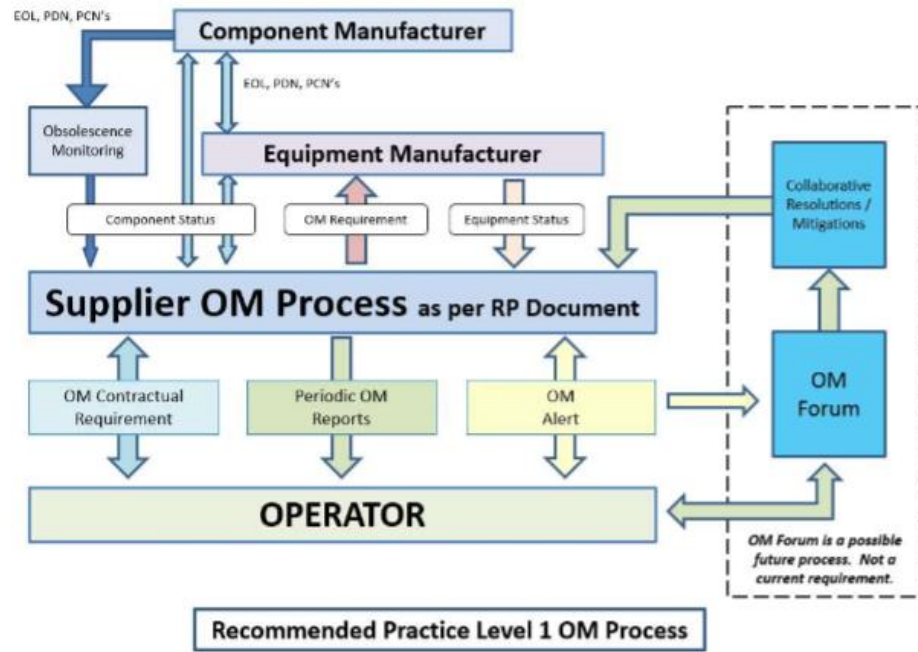 EOL, PDN, PCN's
Component Manufacturer
EOL, PDN, PCN's
Obsolescence
Monitoring
Equipment Manufacturer
Collaborative
Resolutions /
Mitigations
Component Status
OM Requirement
Equipment Status
Supplier OM Process as per RP Document
OM Contractual
Requirement
Periodic OM
Reports
OM
Alert
OM
Forum
OPERATOR
OM Forum is a possible
future process. Not a
current requirement.
Recommended Practice Level 1 OM Process